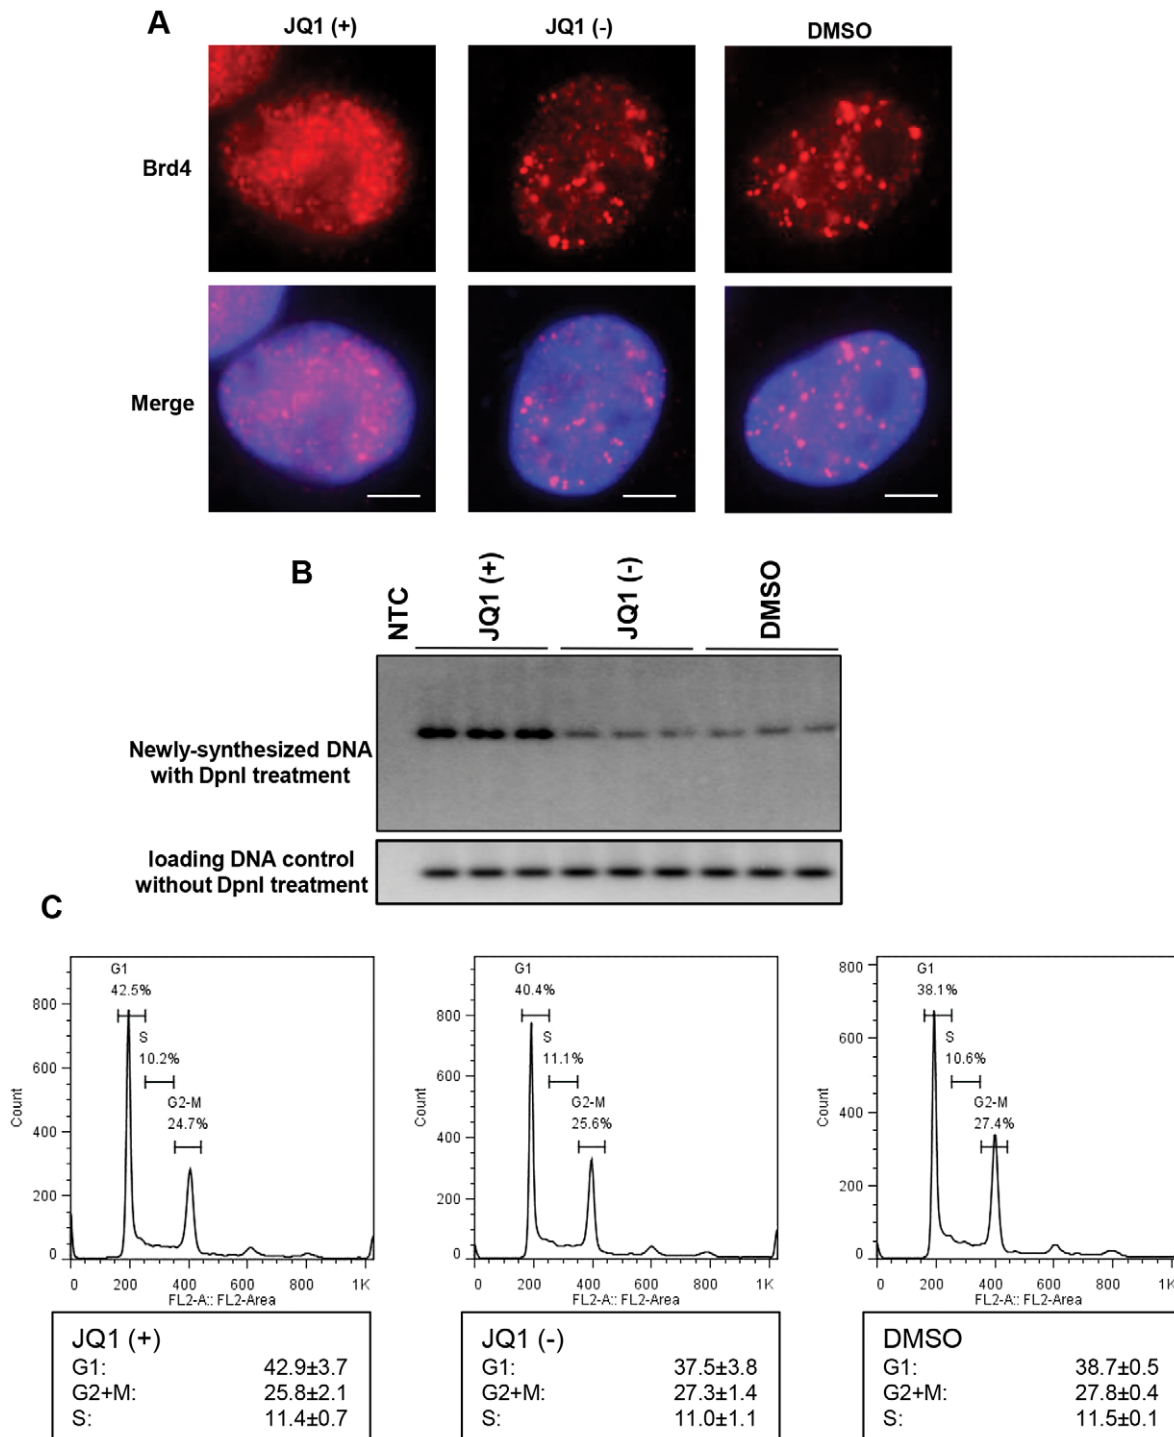 A
JQ1 (+)
JQ1 (-)
DMSO
Brd4
Merge
B
NTC
JQ1 (+)
JQ1 (-)
DMSO
Newly-synthesized DNA
with DpnI treatment
loading DNA control
without DpnI treatment
C
G1
42.5%
S
10.2%
G2-M
24.7%
800
600
400
200
0
Count
0 200 400 600 800 1K
FL2-A:: FL2-Area
G1
40.4%
S
11.1%
G2-M
25.6%
800
600
400
200
0
Count
0 200 400 600 800 1K
FL2-A:: FL2-Area
G1
38.1%
S
10.6%
G2-M
27.4%
800
600
400
200
0
Count
0 200 400 600 800 1K
FL2-A:: FL2-Area
JQ1 (+)
G1: 42.9±3.7
G2+M: 25.8±2.1
S: 11.4±0.7
JQ1 (-)
G1: 37.5±3.8
G2+M: 27.3±1.4
S: 11.0±1.1
DMSO
G1: 38.7±0.5
G2+M: 27.8±0.4
S: 11.5±0.1